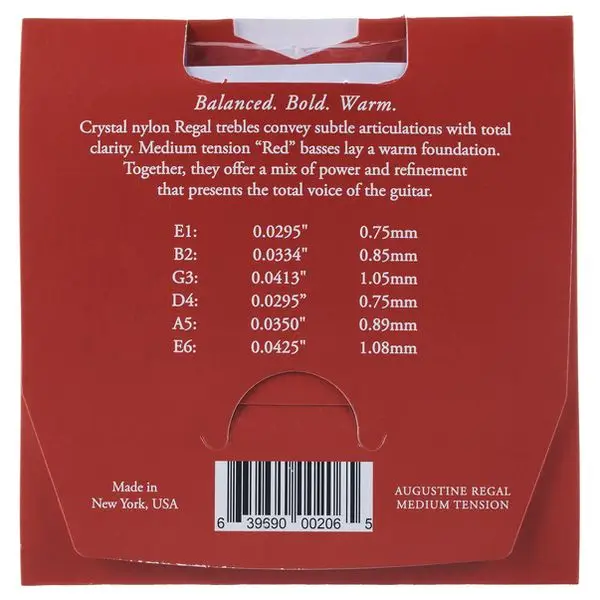 Balanced. Bold. Warm.
Crystal nylon Regal trebles convey subtle articulations with total
clarity. Medium tension “Red” basses lay a warm foundation.
Together, they offer a mix of power and refinement
that presents the total voice of the guitar.
E1: 0.0295" 0.75mm
B2: 0.0334" 0.85mm
G3: 0.0413" 1.05mm
D4: 0.0295” 0.75mm
A5: 0.0350" 0.89mm
E6: 0.0425" 1.08mm
Made in
New York, USA
6 39590 00206 5
AUGUSTINE REGAL
MEDIUM TENSION